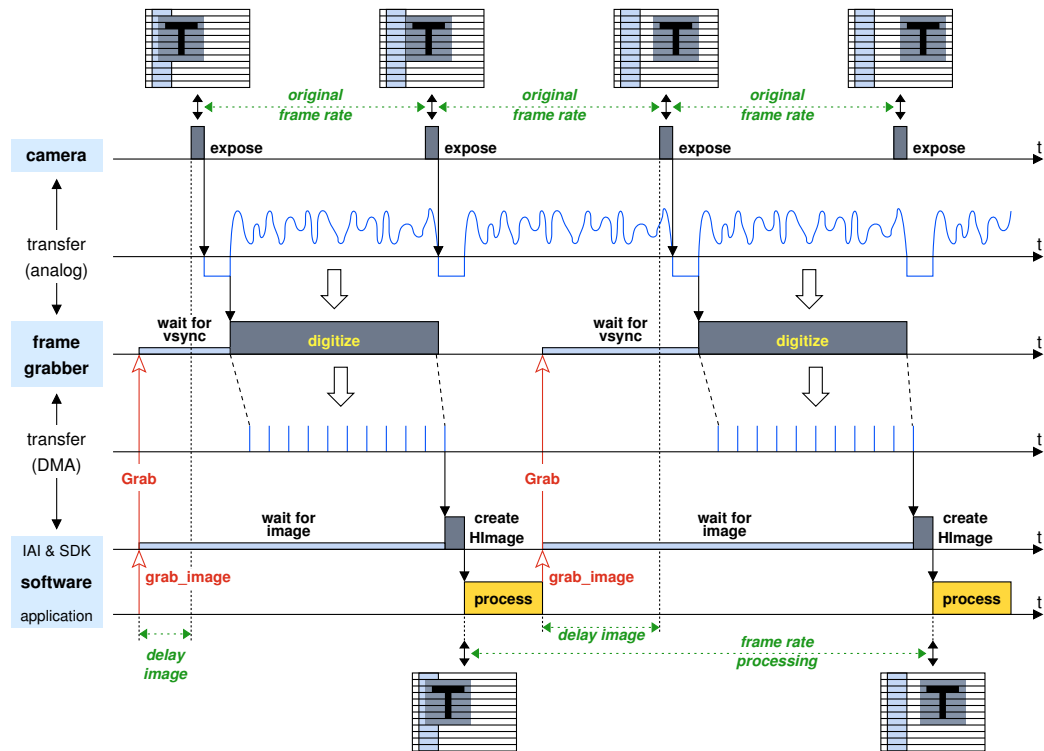 T
T
T
T
original
frame rate
original
frame rate
original
frame rate
camera
expose
expose
expose
expose
t
transfer
(analog)
t
frame
grabber
wait for
vsync
digitize
wait for
vsync
digitize
t
transfer
(DMA)
t
Grab
Grab
IAI & SDK
software
application
wait for
image
create
HImage
wait for
image
create
HImage
t
grab_image
process
grab_image
process
t
delay
image
delay image
frame rate
processing
T
T